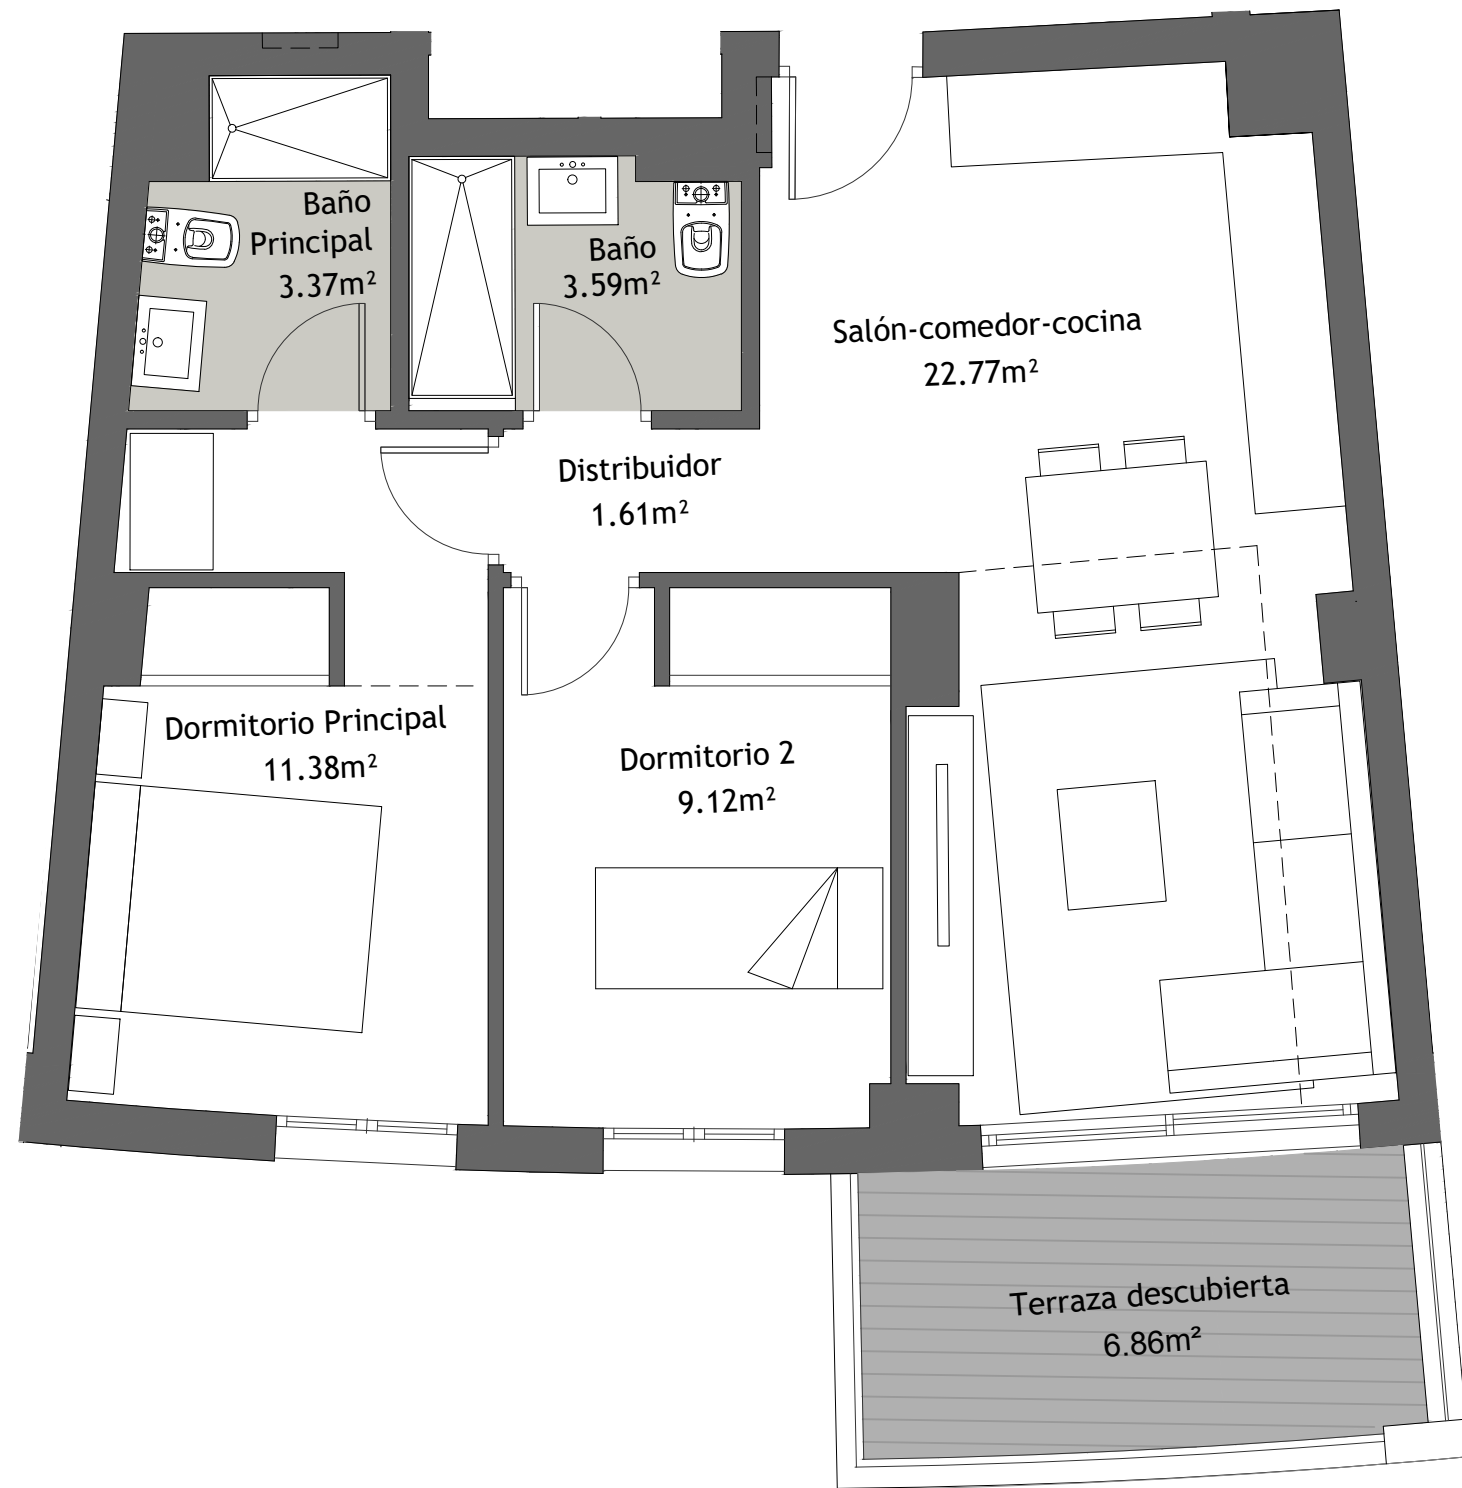 Baño
Principal
3.37m²
Baño
3.59m²
Salón-comedor-cocina
22.77m²
Distribuidor
1.61m²
Dormitorio Principal
11.38m²
Dormitorio 2
9.12m²
Terraza descubierta
6.86m²